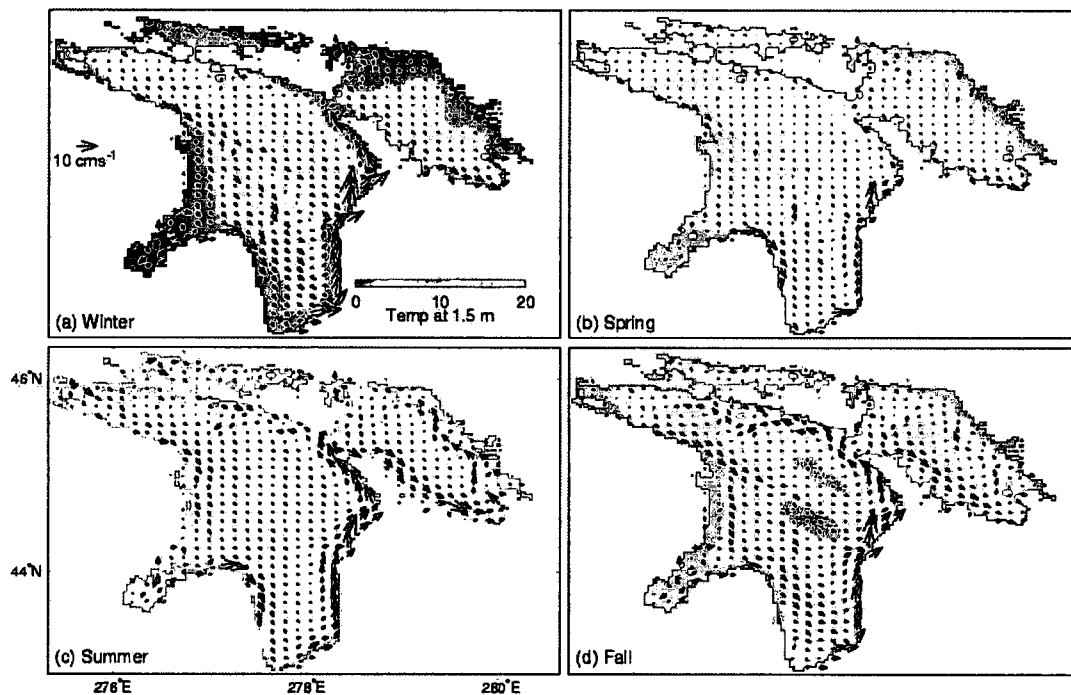 10 cms⁻¹
0 10 20
Temp at 1.5 m
(a) Winter
(b) Spring
46°N
44°N
(c) Summer
(d) Fall
276°E 278°E 280°E